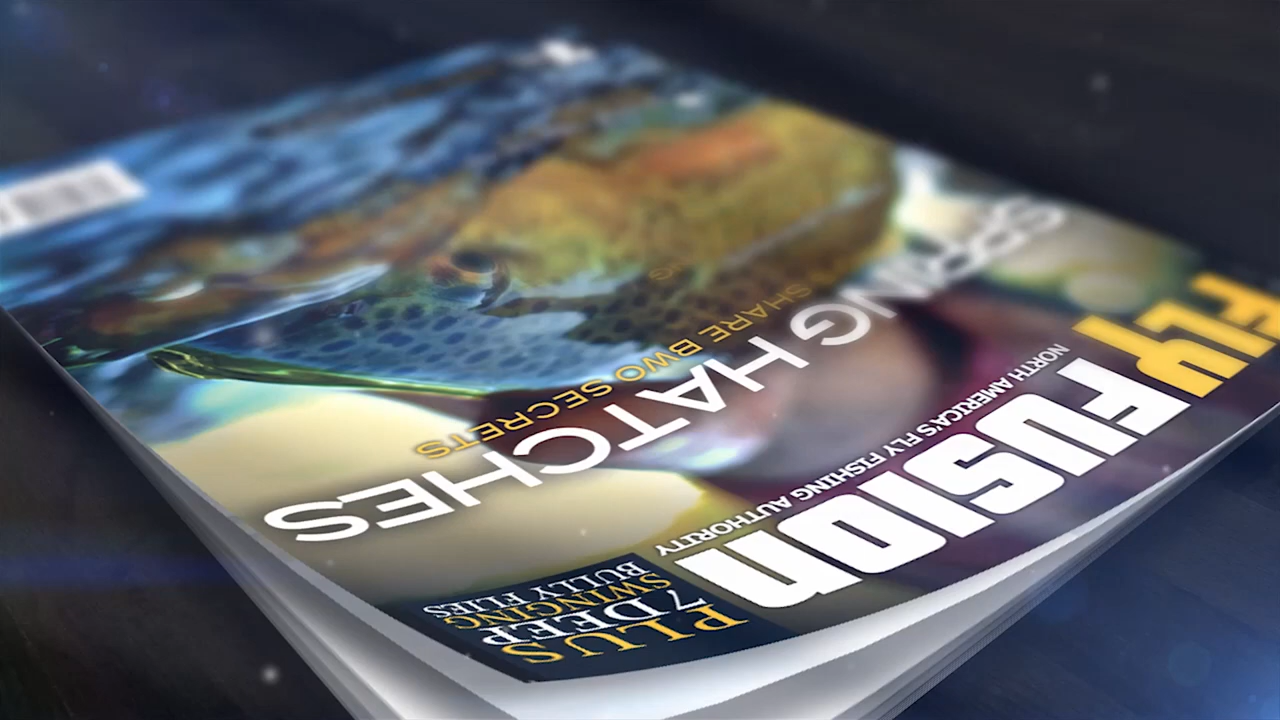 FLY
FUSION
NORTH AMERICA'S FLY FISHING AUTHORITY
PLUS
7 DEEP
SWINGING
BULLY FLIES
SPRING HATCHES
SHARE BWO SECRETS